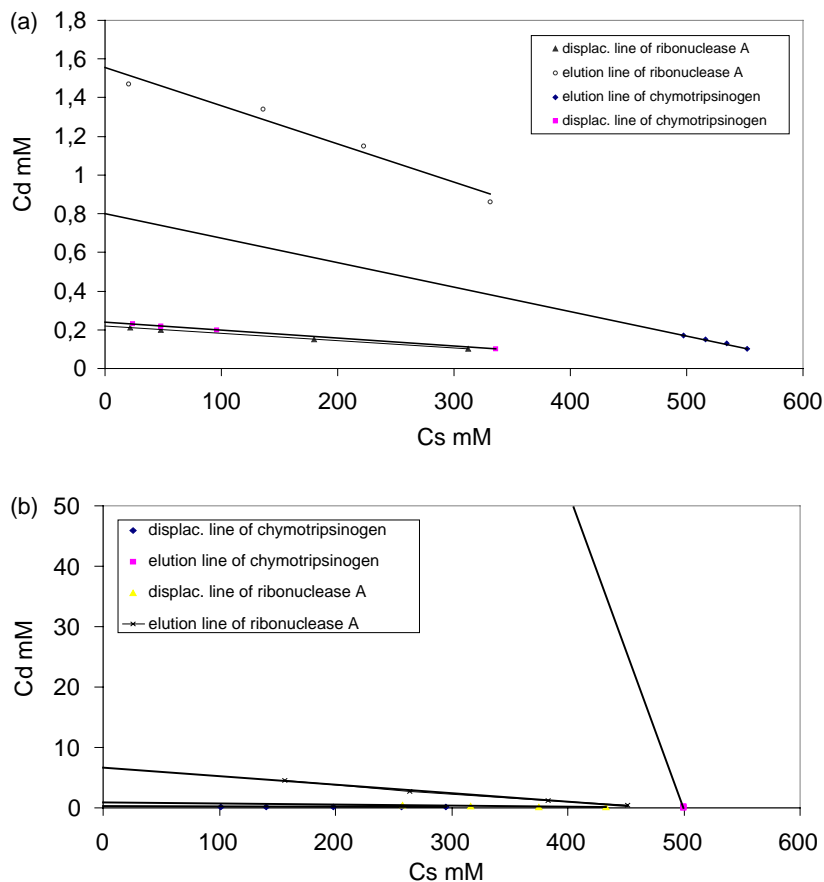 (a)
1,8
1,6
1,4
1,2
1
0,8
0,6
0,4
0,2
0
Cd mM
displac. line of ribonuclease A
elution line of ribonuclease A
elution line of chymotripsinogen
displac. line of chymotripsinogen
0 100 200 300 400 500 600
Cs mM
(b)
50
40
30
20
10
0
Cd mM
displac. line of chymotripsinogen
elution line of chymotripsinogen
displac. line of ribonuclease A
elution line of ribonuclease A
0 100 200 300 400 500 600
Cs mM